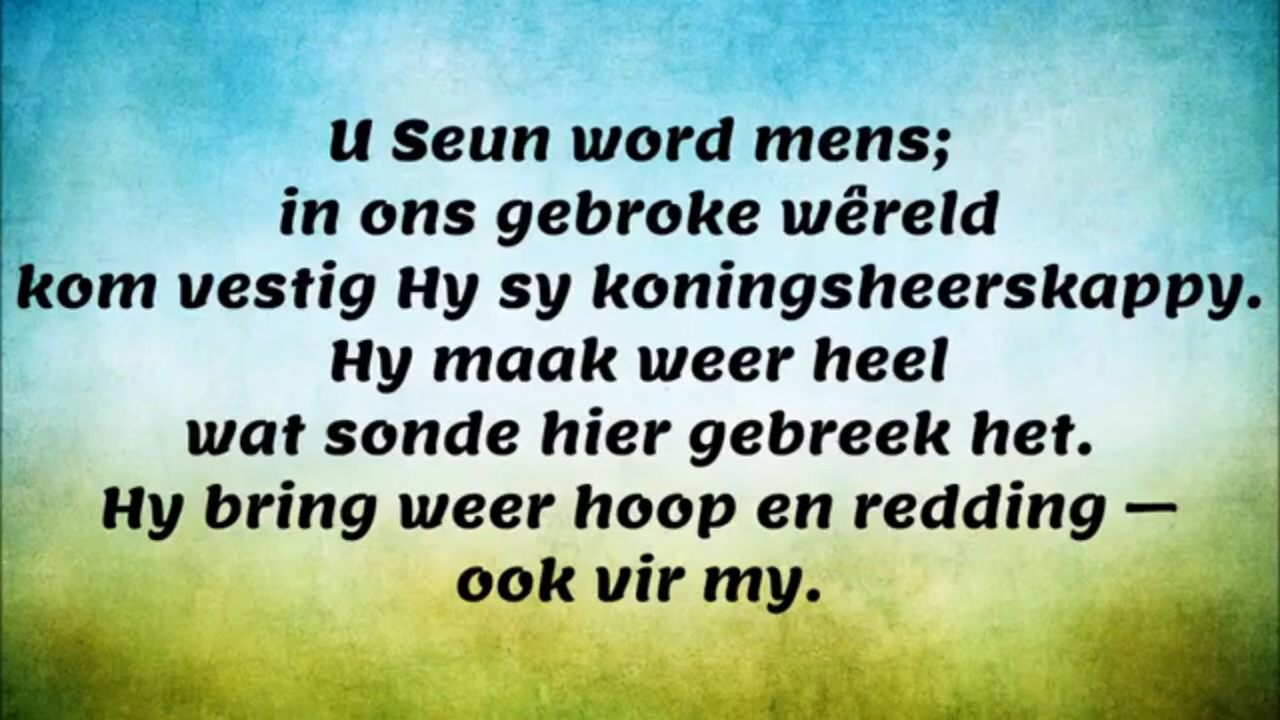 U Seun word mens;
in ons gebroke wêreld
kom vestig Hy sy koningsheerskappy.
Hy maak weer heel
wat sonde hier gebreek het.
Hy bring weer hoop en redding —
ook vir my.